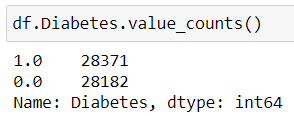 df.Diabetes.value_counts()
1.0    28371
0.0    28182
Name: Diabetes, dtype: int64